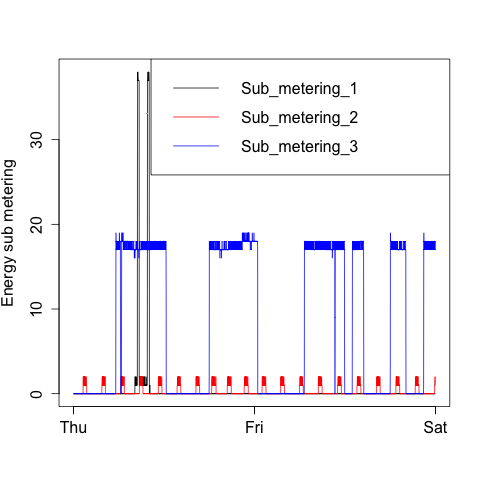 Sub_metering_1
Sub_metering_2
Sub_metering_3
Energy sub metering
30
20
10
0
Thu
Fri
Sat